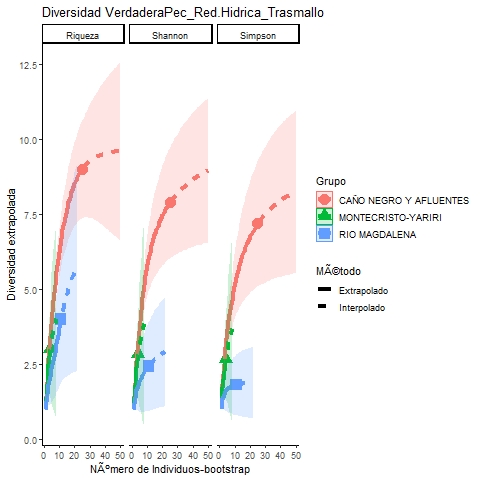 Diversidad VerdaderaPec_Red.Hidrica_Trasmallo
Riqueza Shannon Simpson
Diversidad extrapolada
12.5
10.0
7.5
5.0
2.5
0.0
0 10 20 30 40 50 0 10 20 30 40 50 0 10 20 30 40 50
NÃºmero de Individuos-bootstrap
Grupo
CAÑO NEGRO Y AFLUENTES
MONTECRISTO-YARIRI
RIO MAGDALENA
MÃ©todo
Extrapolado
Interpolado